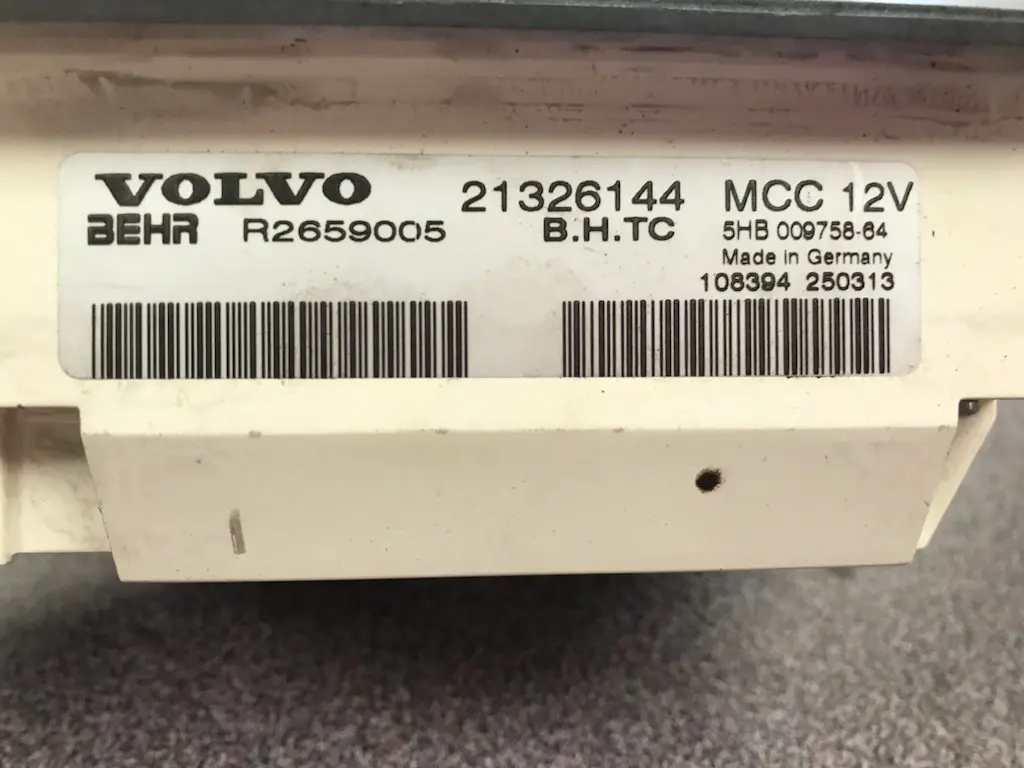 VOLVO 21326144 MCC 12V
BEHR R2659005 B.H.TC 5HB 009758-64
Made in Germany
108394 250313